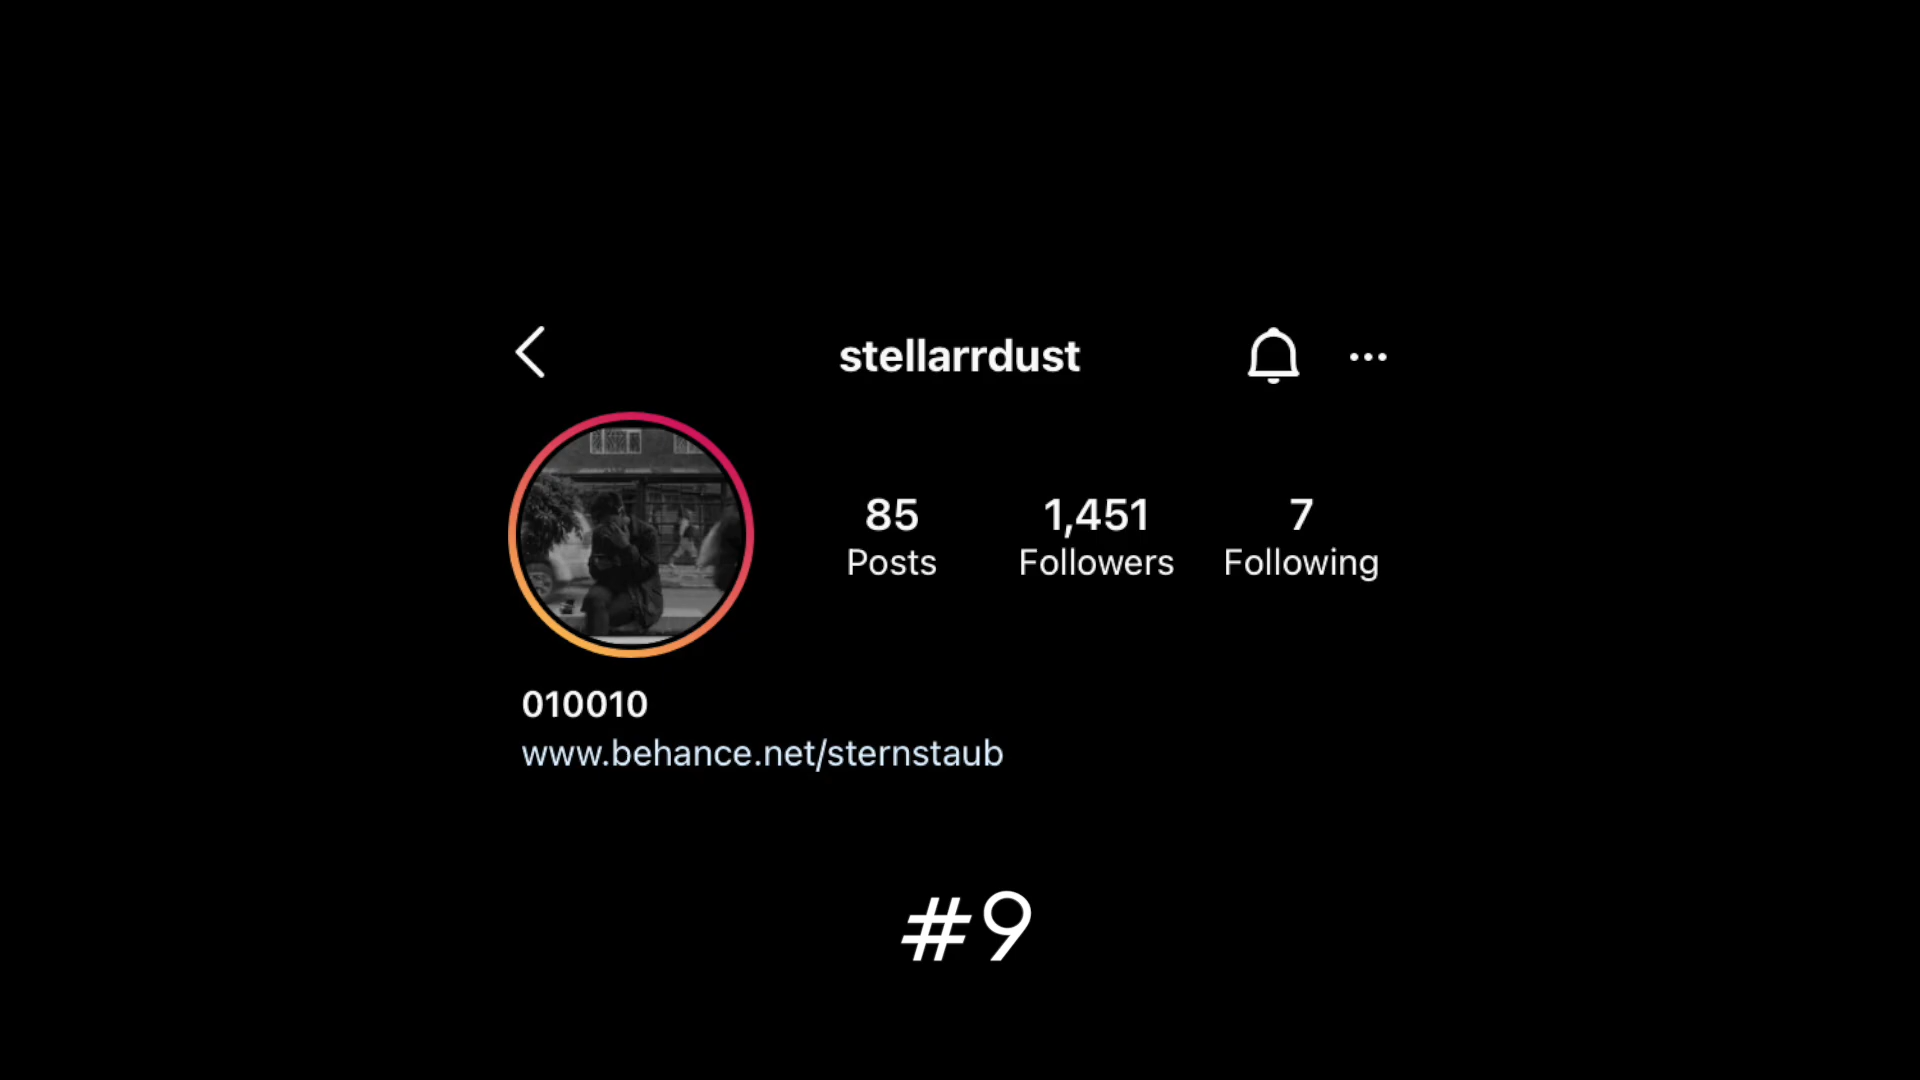 stellarrdust
85 1,451 7
Posts Followers Following
010010
www.behance.net/sternstaub
#9